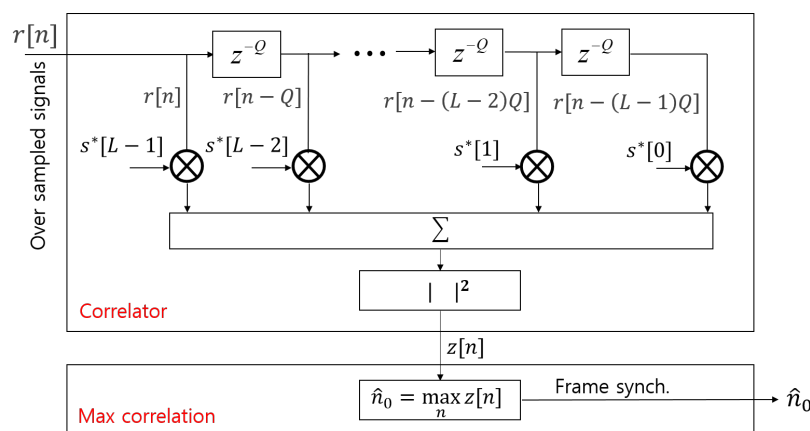 r[n]
Over sampled signals
z^{-Q}
z^{-Q}
z^{-Q}
r[n]
r[n − Q]
r[n − (L − 2)Q]
r[n − (L − 1)Q]
s*[L − 1]
s*[L − 2]
s*[1]
s*[0]
Σ
| |²
Correlator
z[n]
n̂₀ = max_n z[n]
Frame synch.
n̂₀
Max correlation